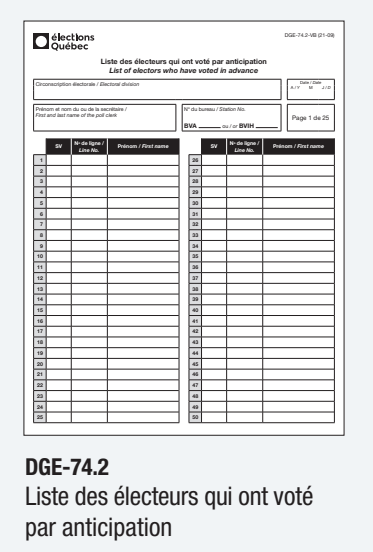 élections
Québec
DGE-74.2-VB (21-09)
Liste des électeurs qui ont voté par anticipation
List of electors who have voted in advance
Circonscription électorale / Electoral division
Date / Date
A / Y M J / D
Prénom et nom du ou de la secrétaire /
First and last name of the poll clerk
N° du bureau / Station No.
BVA ou / or BVIH
Page 1 de 25
SV N° de ligne / Line No. Prénom / First name SV N° de ligne / Line No. Prénom / First name
1 26
2 27
3 28
4 29
5 30
6 31
7 32
8 33
9 34
10 35
11 36
12 37
13 38
14 39
15 40
16 41
17 42
18 43
19 44
20 45
21 46
22 47
23 48
24 49
25 50
DGE-74.2
Liste des électeurs qui ont voté
par anticipation